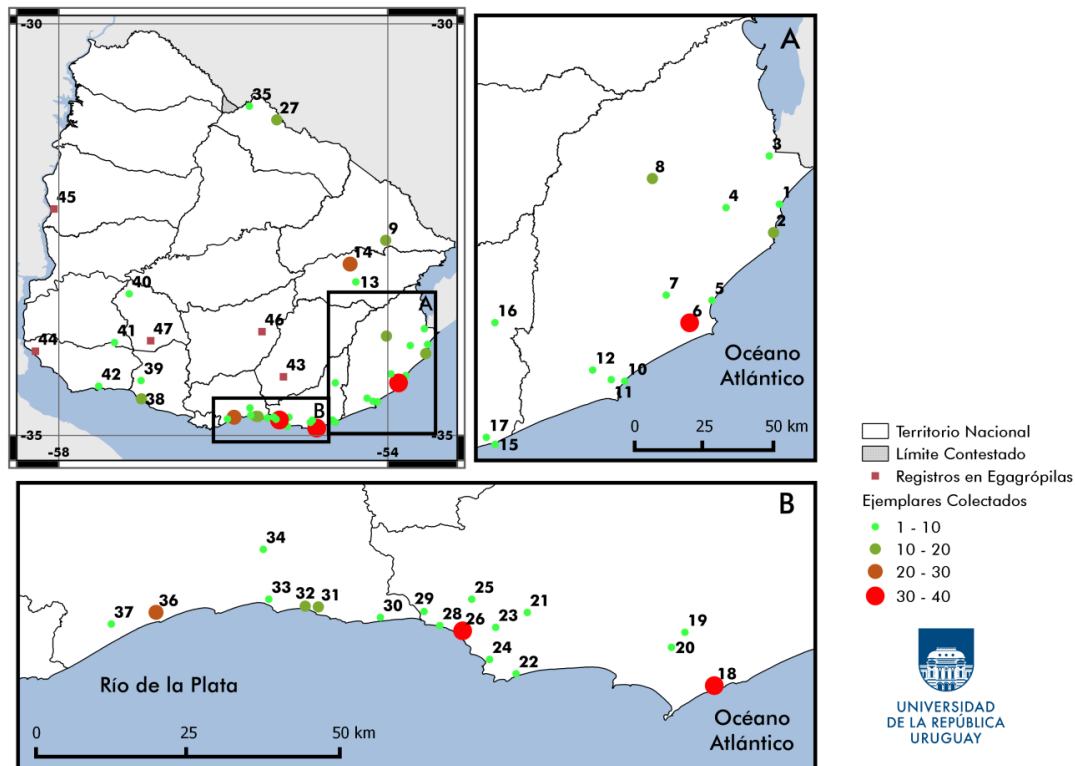 -30
-30
35
27
45
9
14
13
40
A
41
47
46
44
43
42
39
38
B
-35
-35
-58
-54
A
3
8
4
1
2
7
5
16
6
Océano
Atlántico
12
10
11
17
15
0
25
50 km
Territorio Nacional
Límite Contestado
Registros en Egagrópilas
Ejemplares Colectados
1 - 10
10 - 20
20 - 30
30 - 40
B
34
33
32
31
25
36
29
30
21
37
28
26
23
19
20
24
22
18
Río de la Plata
Océano
Atlántico
0
25
50 km
UNIVERSIDAD
DE LA REPÚBLICA
URUGUAY